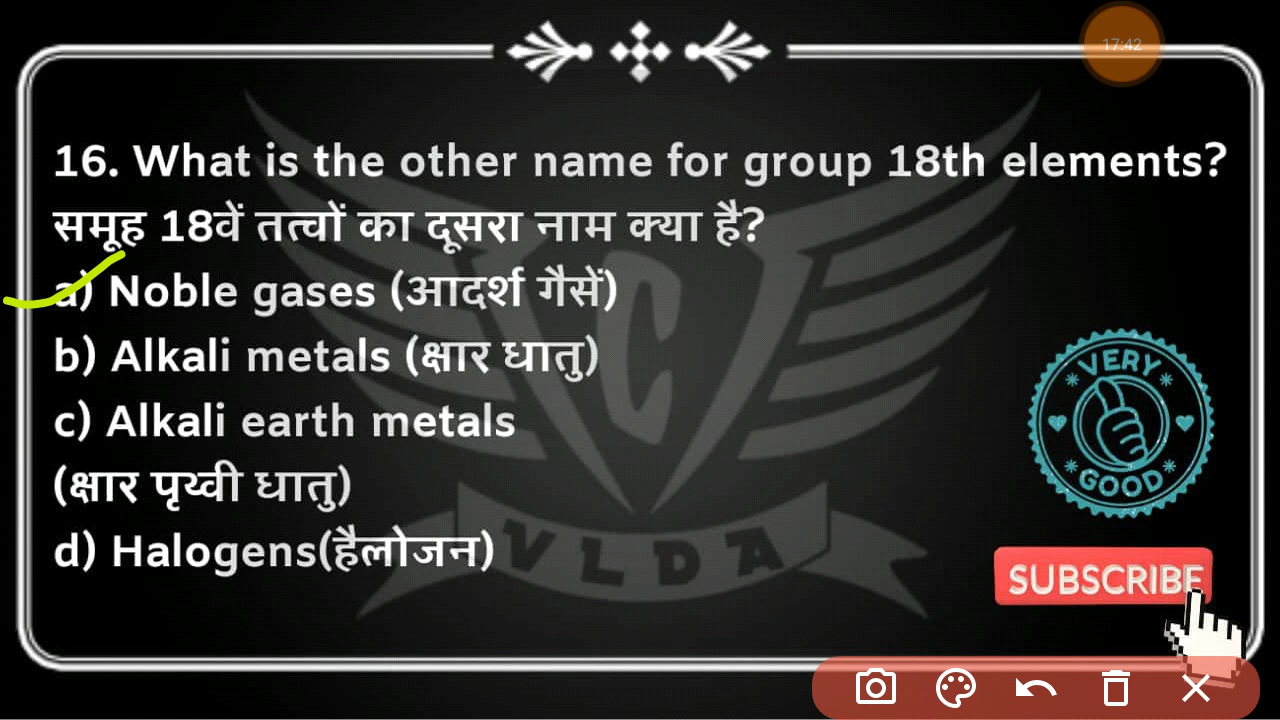 17:42
16. What is the other name for group 18th elements?
समूह 18वें तत्वों का दूसरा नाम क्या है?
a) Noble gases (आदर्श गैसें)
b) Alkali metals (क्षार धातु)
c) Alkali earth metals
(क्षार पृथ्वी धातु)
d) Halogens(हैलोजन)
C
VLDA
VERY
GOOD
SUBSCRIBE